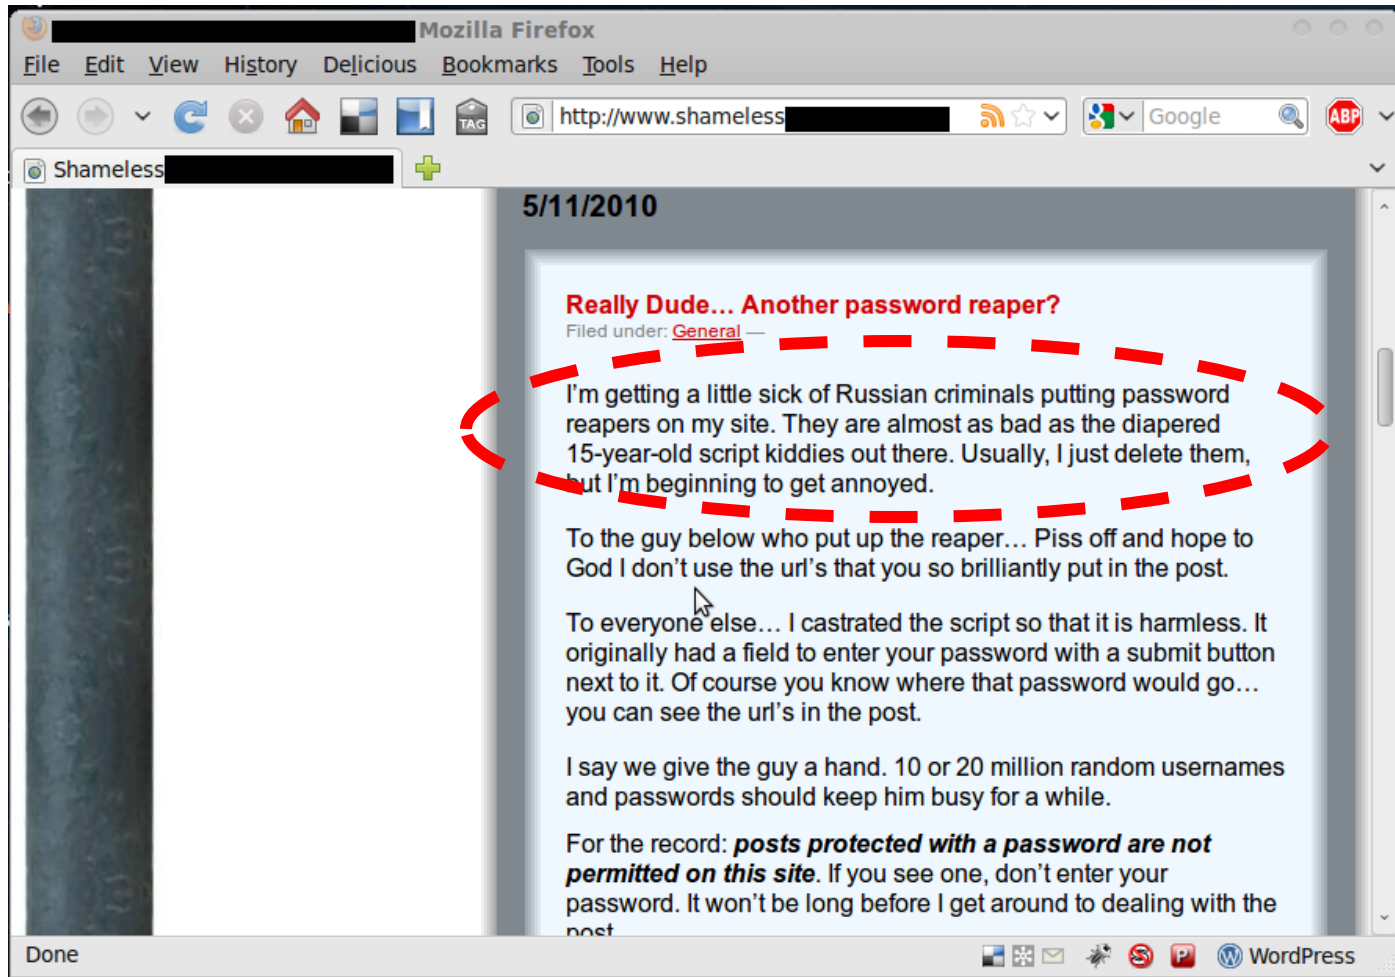 Mozilla Firefox
File Edit View History Delicious Bookmarks Tools Help
TAG http://www.shameless Google ABP
Shameless
5/11/2010
Really Dude… Another password reaper?
Filed under: General —
I'm getting a little sick of Russian criminals putting password
reapers on my site. They are almost as bad as the diapered
15-year-old script kiddies out there. Usually, I just delete them,
but I'm beginning to get annoyed.
To the guy below who put up the reaper… Piss off and hope to
God I don't use the url's that you so brilliantly put in the post.
To everyone else… I castrated the script so that it is harmless. It
originally had a field to enter your password with a submit button
next to it. Of course you know where that password would go…
you can see the url's in the post.
I say we give the guy a hand. 10 or 20 million random usernames
and passwords should keep him busy for a while.
For the record: posts protected with a password are not
permitted on this site. If you see one, don't enter your
password. It won't be long before I get around to dealing with the
post
Done WordPress